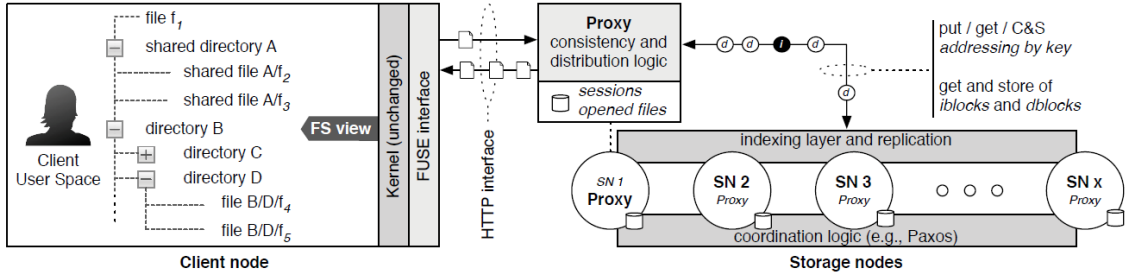 file f1
shared directory A
shared file A/f2
shared file A/f3
directory B
directory C
directory D
file B/D/f4
file B/D/f5
Client
User Space
FS view
Kernel (unchanged)
FUSE interface
Client node
HTTP interface
Proxy
consistency and
distribution logic
sessions
opened files
d
d
i
d
d
put / get / C&S
addressing by key
get and store of
iblocks and dblocks
indexing layer and replication
SN 1
Proxy
SN 2
Proxy
SN 3
Proxy
SN x
Proxy
coordination logic (e.g., Paxos)
Storage nodes